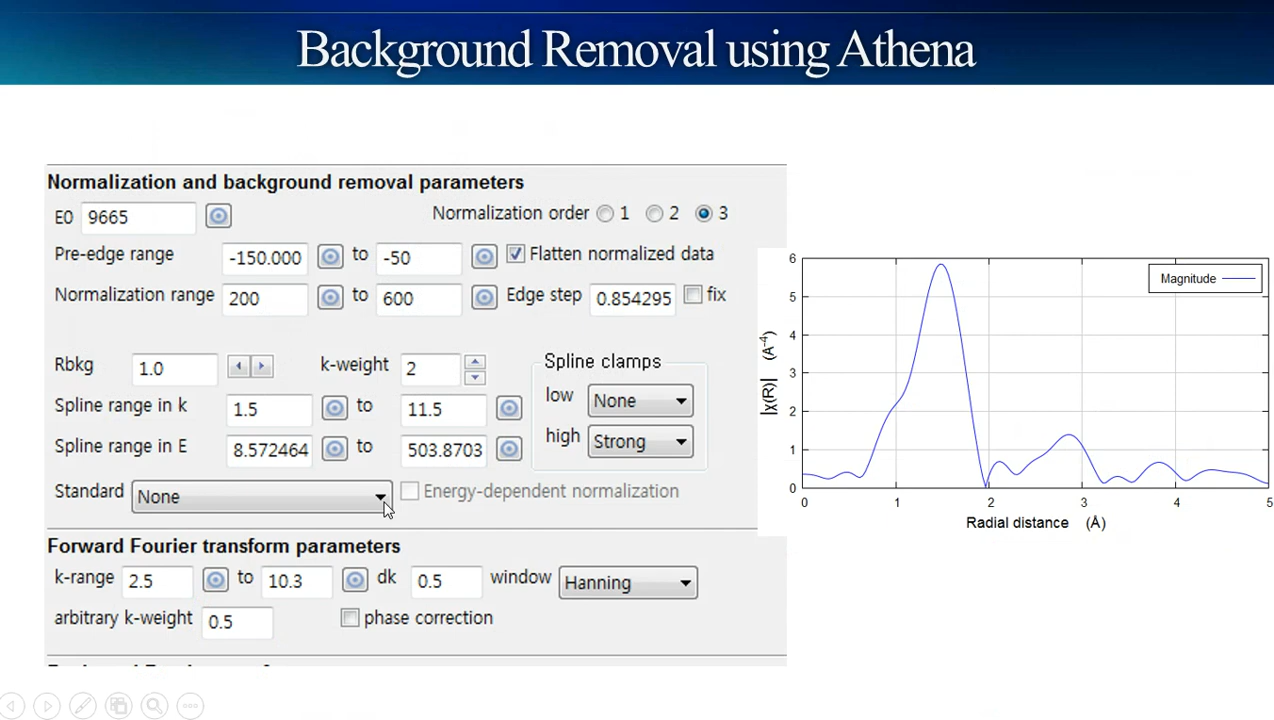 Background Removal using Athena
Normalization and background removal parameters
E0 9665 Normalization order 1 2 3
Pre-edge range -150.000 to -50 Flatten normalized data
Normalization range 200 to 600 Edge step 0.854295 fix
Rbkg 1.0 k-weight 2 Spline clamps
Spline range in k 1.5 to 11.5 low None
Spline range in E 8.572464 to 503.8703 high Strong
Standard None Energy-dependent normalization
Forward Fourier transform parameters
k-range 2.5 to 10.3 dk 0.5 window Hanning
arbitrary k-weight 0.5 phase correction
Magnitude
|χ(R)| (Å⁻⁴)
6
5
4
3
2
1
0
0 1 2 3 4 5
Radial distance (Å)